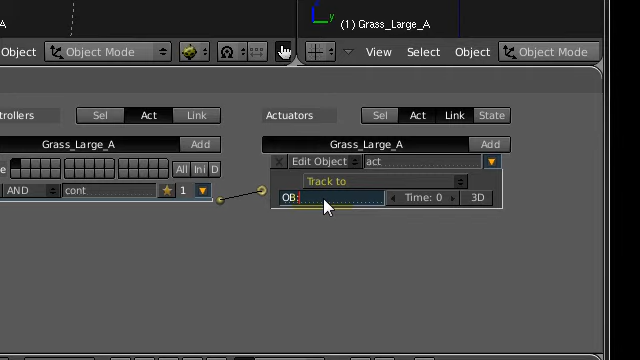 A
y (1) Grass_Large_A
Object Object Mode View Select Object Object Mode
trollers Sel Act Link Actuators Sel Act Link State
Grass_Large_A Add Grass_Large_A Add
e All Ini D X Edit Object act
AND cont 1 Track to
OB: Time: 0 3D